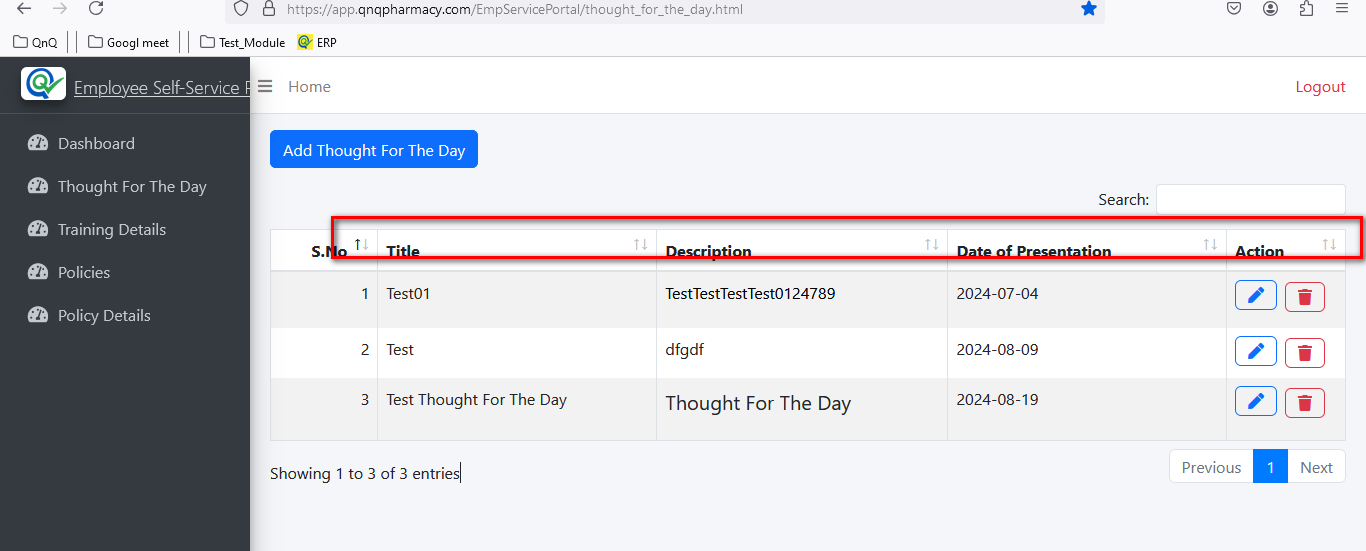 https://app.qnqpharmacy.com/EmpServicePortal/thought_for_the_day.html
QnQ Googl meet Test_Module ERP
Employee Self-Service P
Home
Logout
Dashboard
Thought For The Day
Training Details
Policies
Policy Details
Add Thought For The Day
Search:
S.No Title Description Date of Presentation Action
1 Test01 TestTestTestTest0124789 2024-07-04
2 Test dfgdf 2024-08-09
3 Test Thought For The Day Thought For The Day 2024-08-19
Showing 1 to 3 of 3 entries
Previous 1 Next